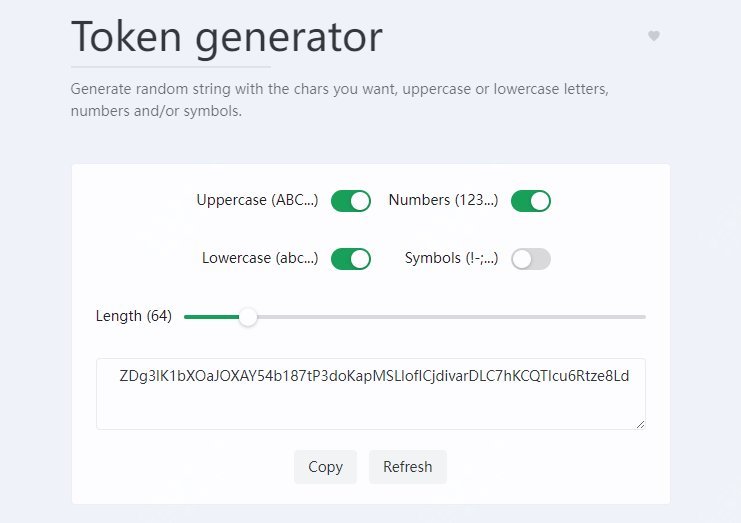 Token generator
Generate random string with the chars you want, uppercase or lowercase letters,
numbers and/or symbols.
Uppercase (ABC...) Numbers (123...)
Lowercase (abc...) Symbols (!-;...)
Length (64)
Copy Refresh